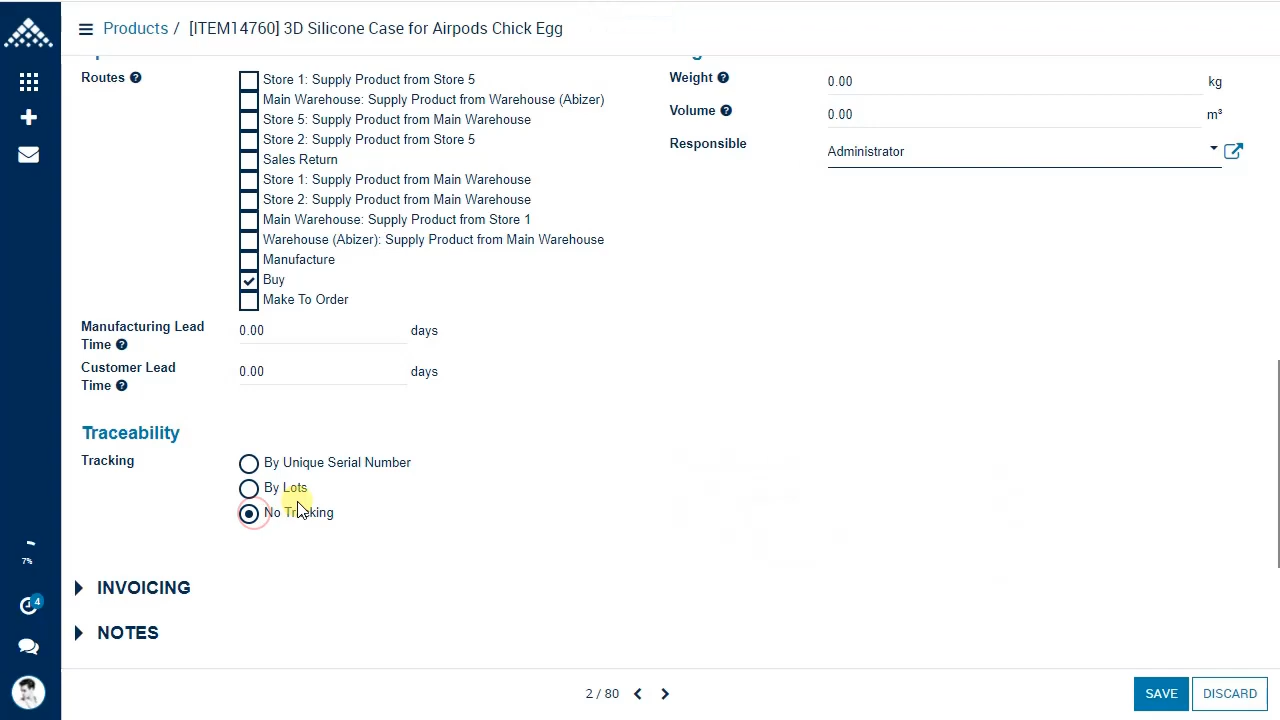 Products / [ITEM14760] 3D Silicone Case for Airpods Chick Egg
Routes
Store 1: Supply Product from Store 5
Main Warehouse: Supply Product from Warehouse (Abizer)
Store 5: Supply Product from Main Warehouse
Store 2: Supply Product from Store 5
Sales Return
Store 1: Supply Product from Main Warehouse
Store 2: Supply Product from Main Warehouse
Main Warehouse: Supply Product from Store 1
Warehouse (Abizer): Supply Product from Main Warehouse
Manufacture
Buy
Make To Order
Manufacturing Lead Time 0.00 days
Customer Lead Time 0.00 days
Weight 0.00 kg
Volume 0.00 m³
Responsible Administrator
Traceability
Tracking
By Unique Serial Number
By Lots
No Tracking
INVOICING
NOTES
7%
4
2 / 80
SAVE DISCARD